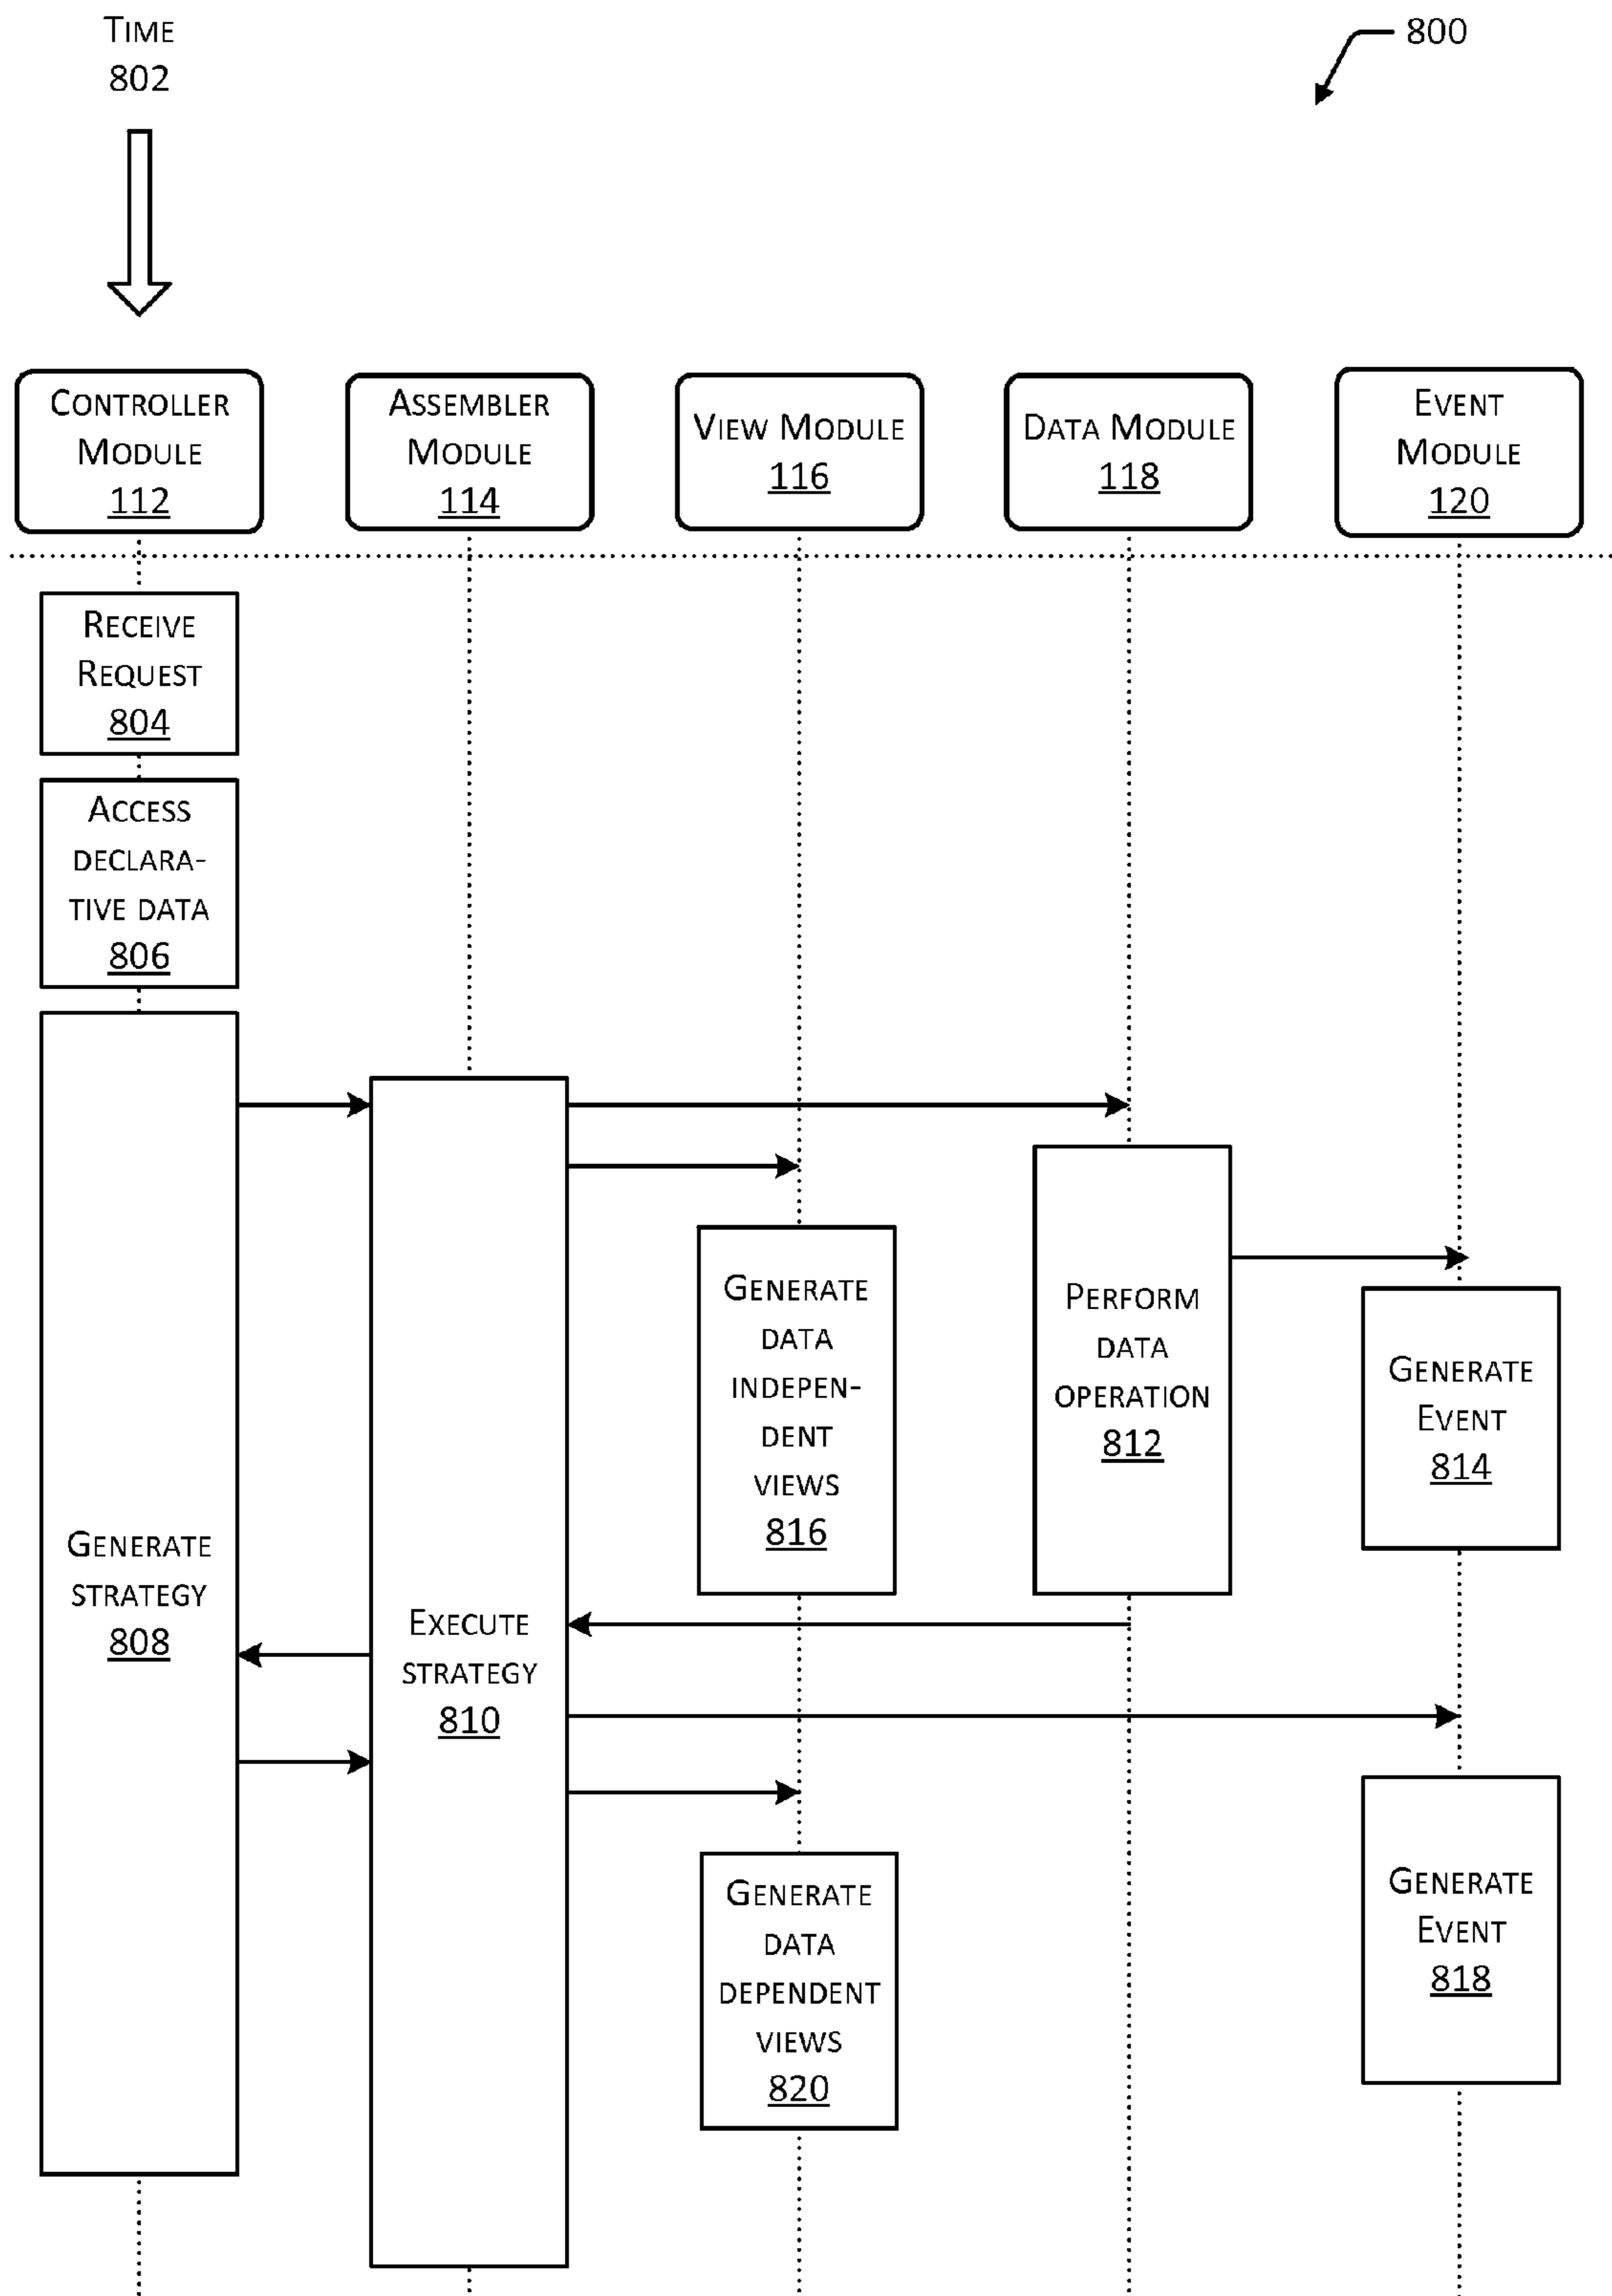 TIME
802
800
CONTROLLER
MODULE
112
ASSEMBLER
MODULE
114
VIEW MODULE
116
DATA MODULE
118
EVENT
MODULE
120
RECEIVE
REQUEST
804
ACCESS
DECLARA-
TIVE DATA
806
GENERATE
STRATEGY
808
EXECUTE
STRATEGY
810
GENERATE
DATA
INDEPEN-
DENT
VIEWS
816
PERFORM
DATA
OPERATION
812
GENERATE
EVENT
814
GENERATE
DATA
DEPENDENT
VIEWS
820
GENERATE
EVENT
818